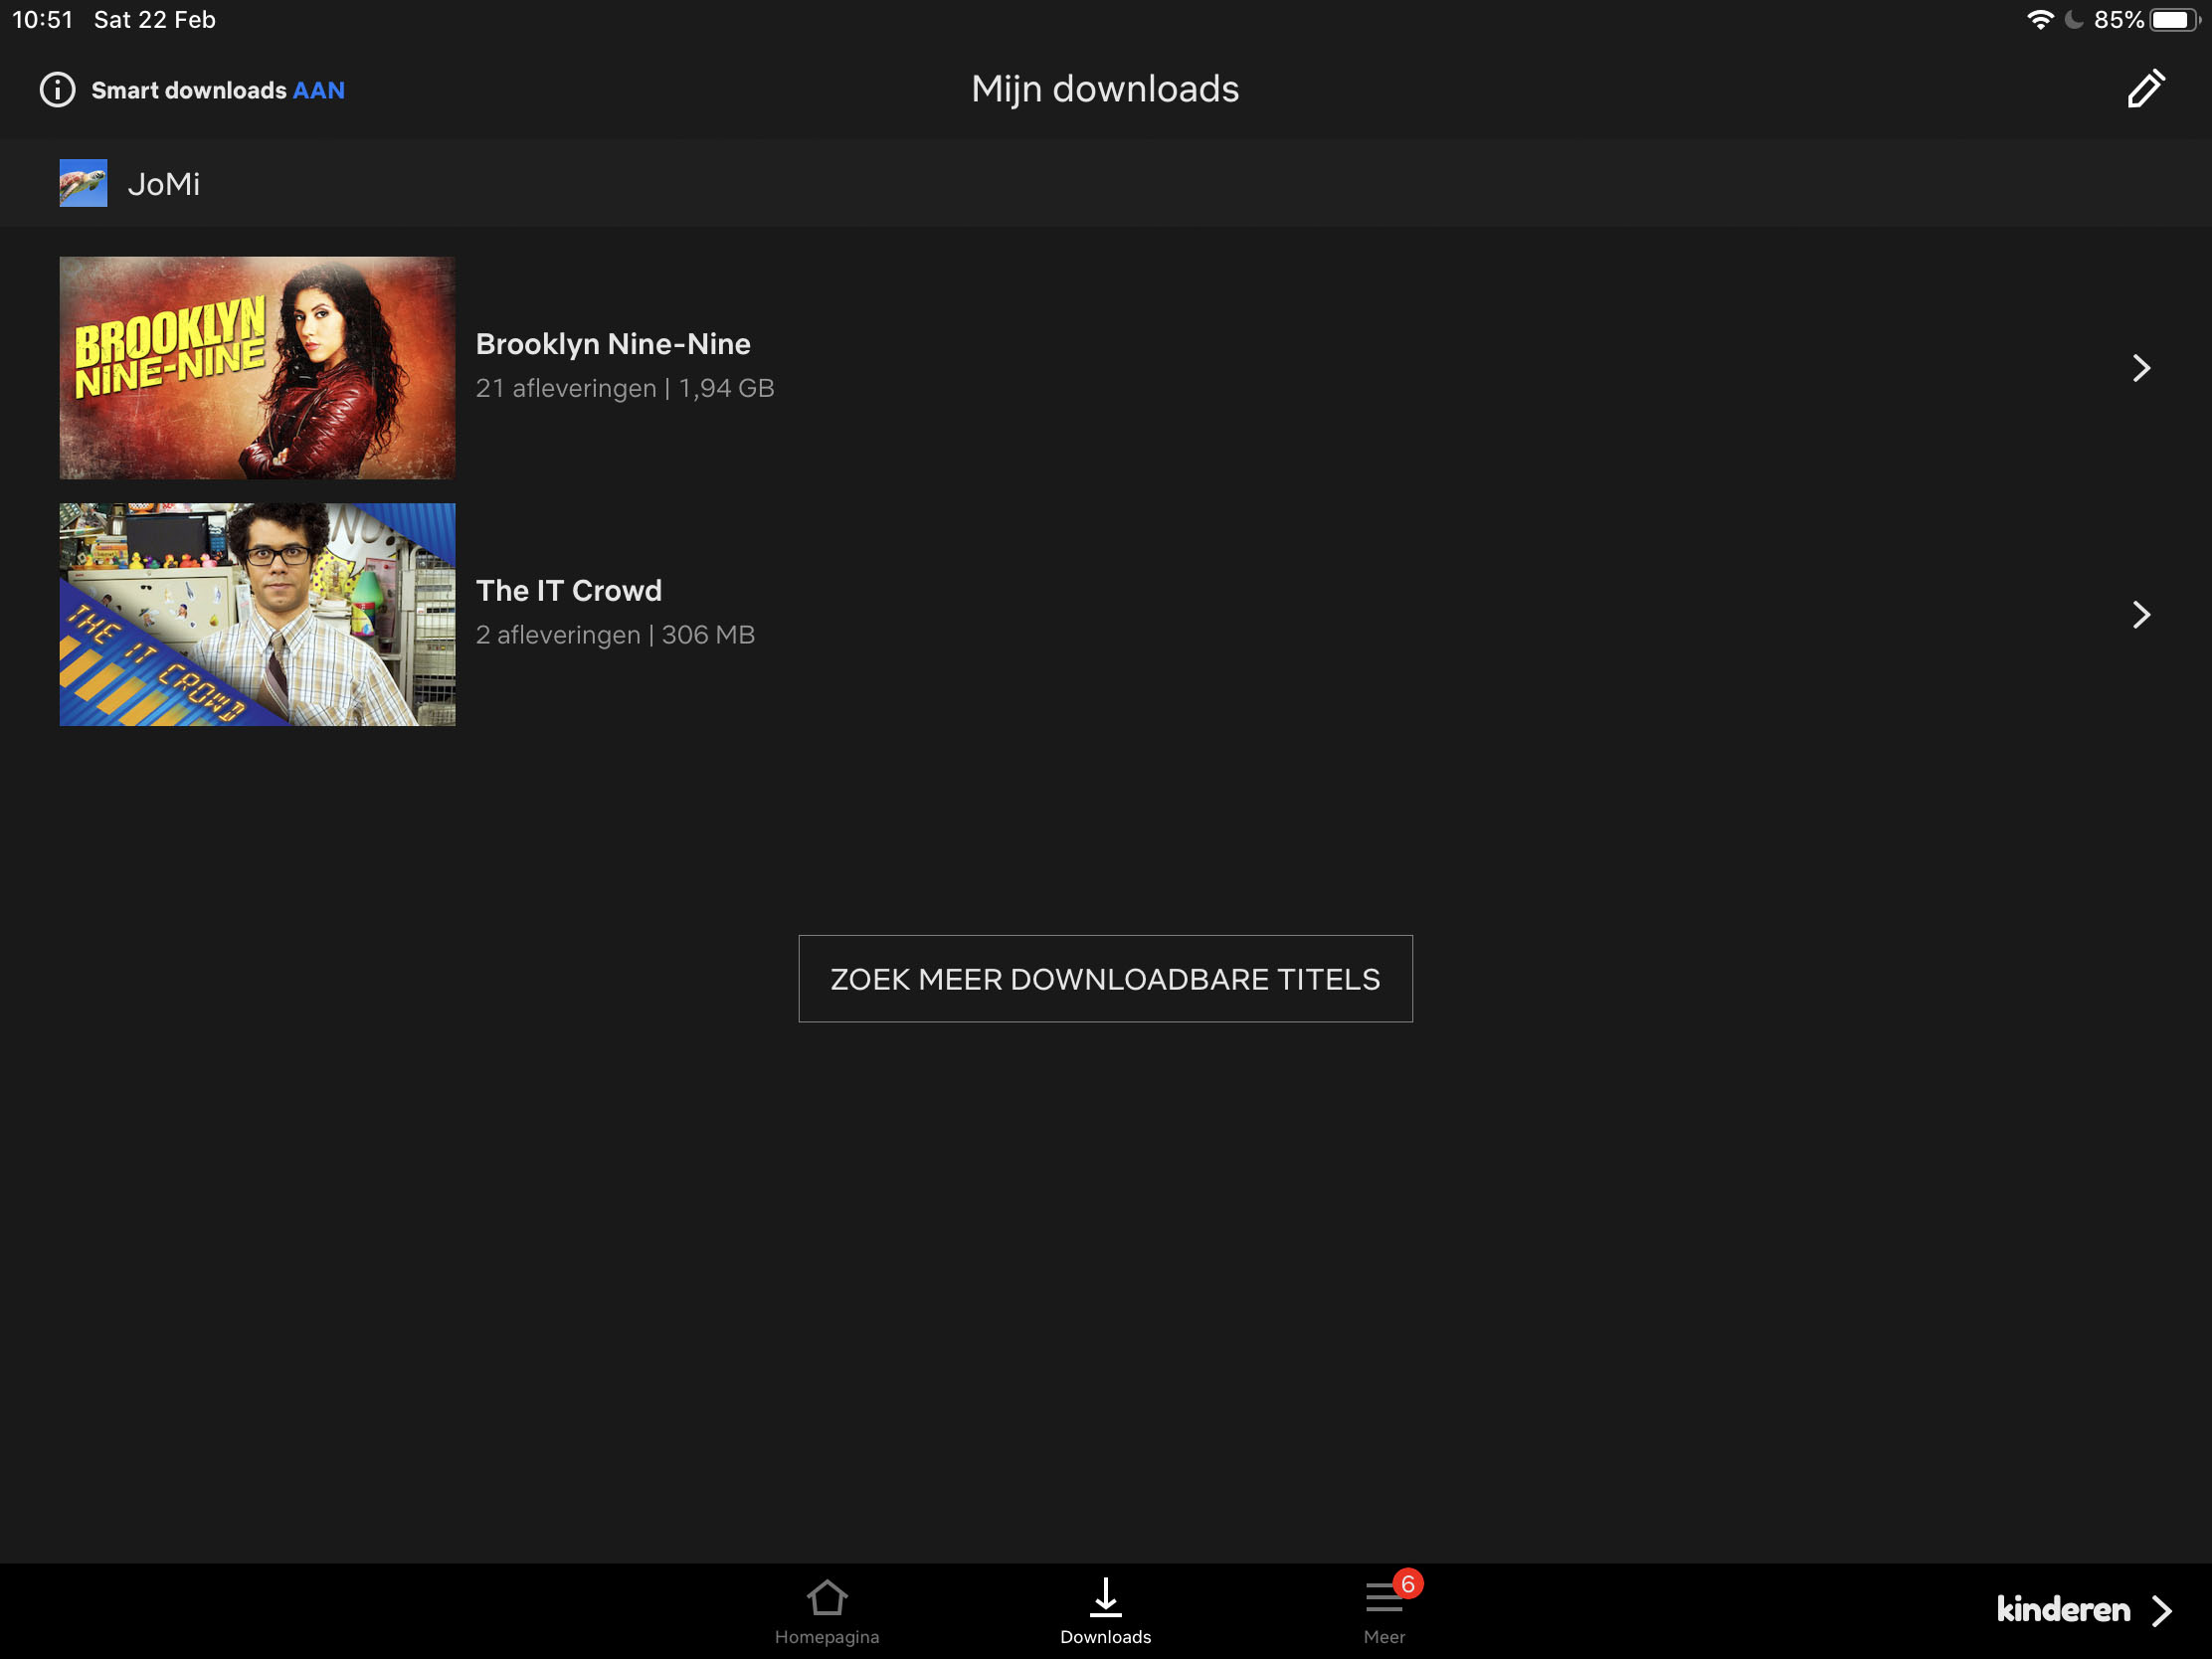 10:51 Sat 22 Feb
85%
Smart downloads AAN
Mijn downloads
JoMi
BROOKLYN
NINE-NINE
Brooklyn Nine-Nine
21 afleveringen | 1,94 GB
NO!
THE IT CROWD
The IT Crowd
2 afleveringen | 306 MB
ZOEK MEER DOWNLOADBARE TITELS
Homepagina
Downloads
6
Meer
kinderen